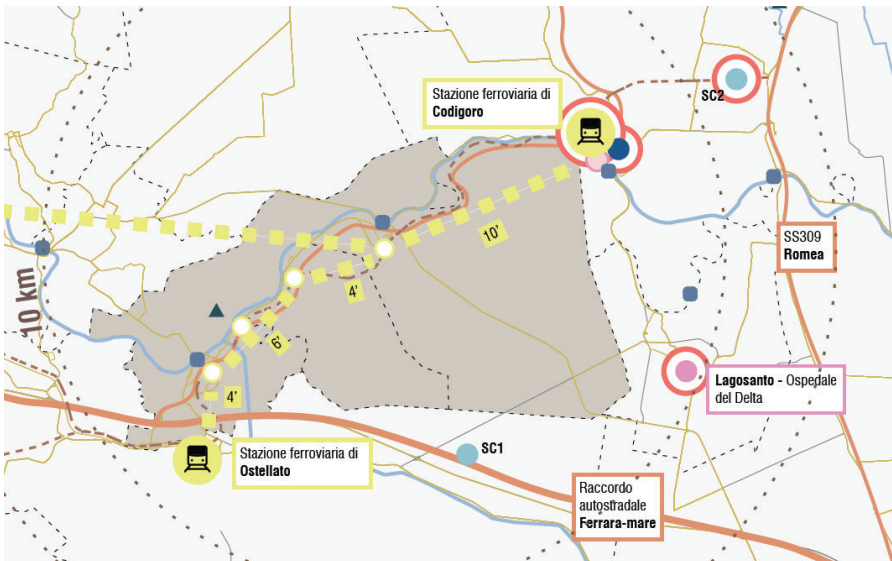 Stazione ferroviaria di
Codigoro
SC2
10'
SS309
Romea
10 km
4'
6'
Lagosanto - Ospedale
del Delta
4'
SC1
Stazione ferroviaria di
Ostellato
Raccordo
autostradale
Ferrara-mare